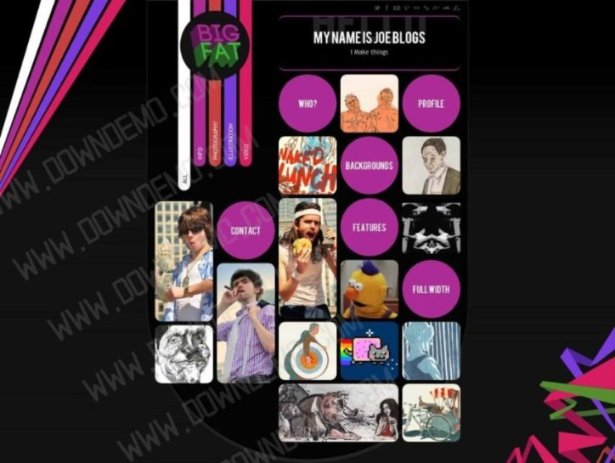 HELLO
MY NAME IS JOE BLOGS
I Make things
BIG
FAT
ALL
INFO
PHOTOGRAPHY
ILLUSTRATION
VIDEO
WHO?
PROFILE
NAKED
LUNCH
BACKGROUNDS
CONTACT
FEATURES
FULL WIDTH
WWW.DOWNDEMO.COM
WWW.DOWNDEMO.COM
WWW.DOWNDEMO.COM
WWW.DOWNDEMO.COM